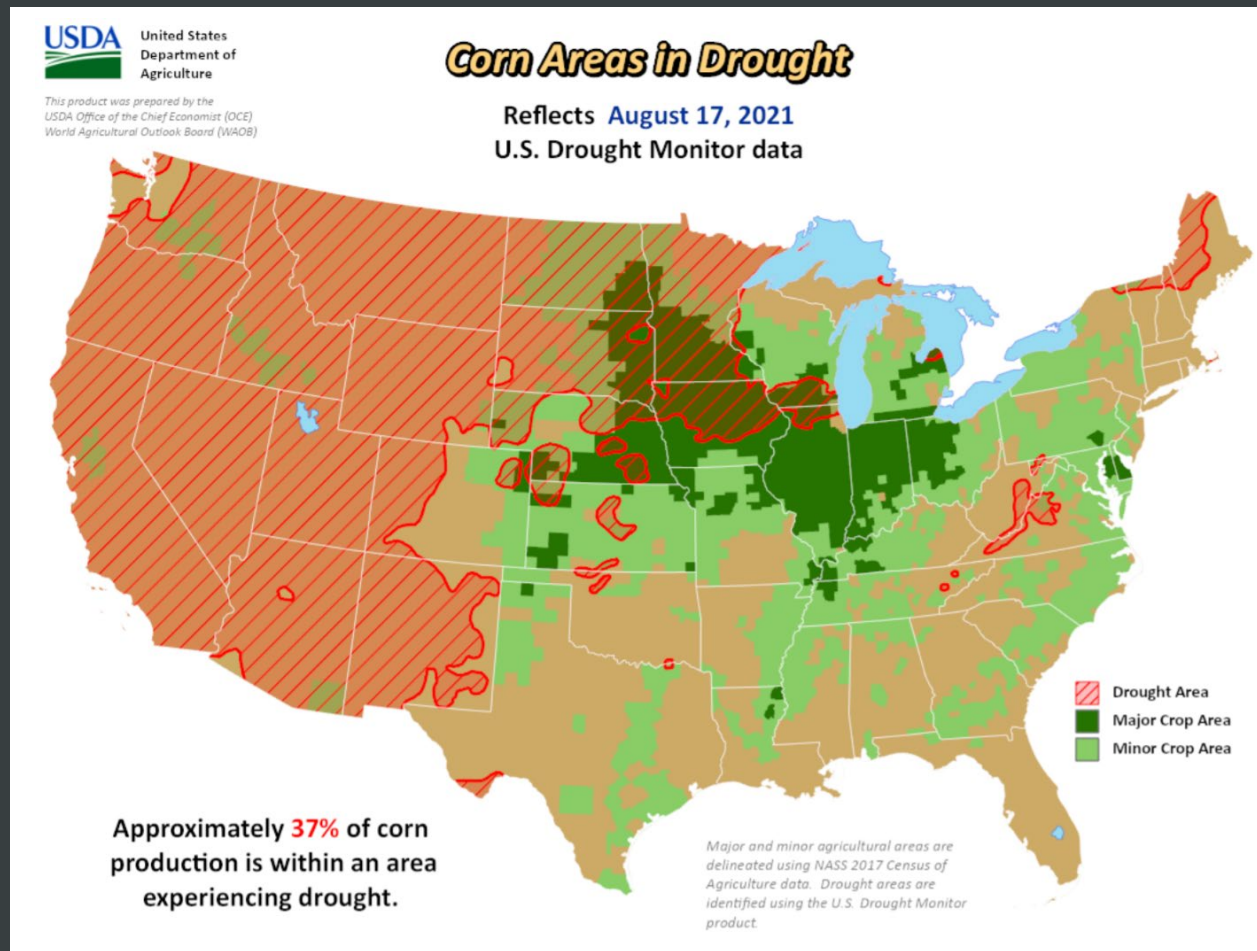 USDA
United States
Department of
Agriculture
This product was prepared by the
USDA Office of the Chief Economist (OCE)
World Agricultural Outlook Board (WAOB)
Corn Areas in Drought
Reflects August 17, 2021
U.S. Drought Monitor data
Drought Area
Major Crop Area
Minor Crop Area
Approximately 37% of corn
production is within an area
experiencing drought.
Major and minor agricultural areas are
delineated using NASS 2017 Census of
Agriculture data. Drought areas are
identified using the U.S. Drought Monitor
product.